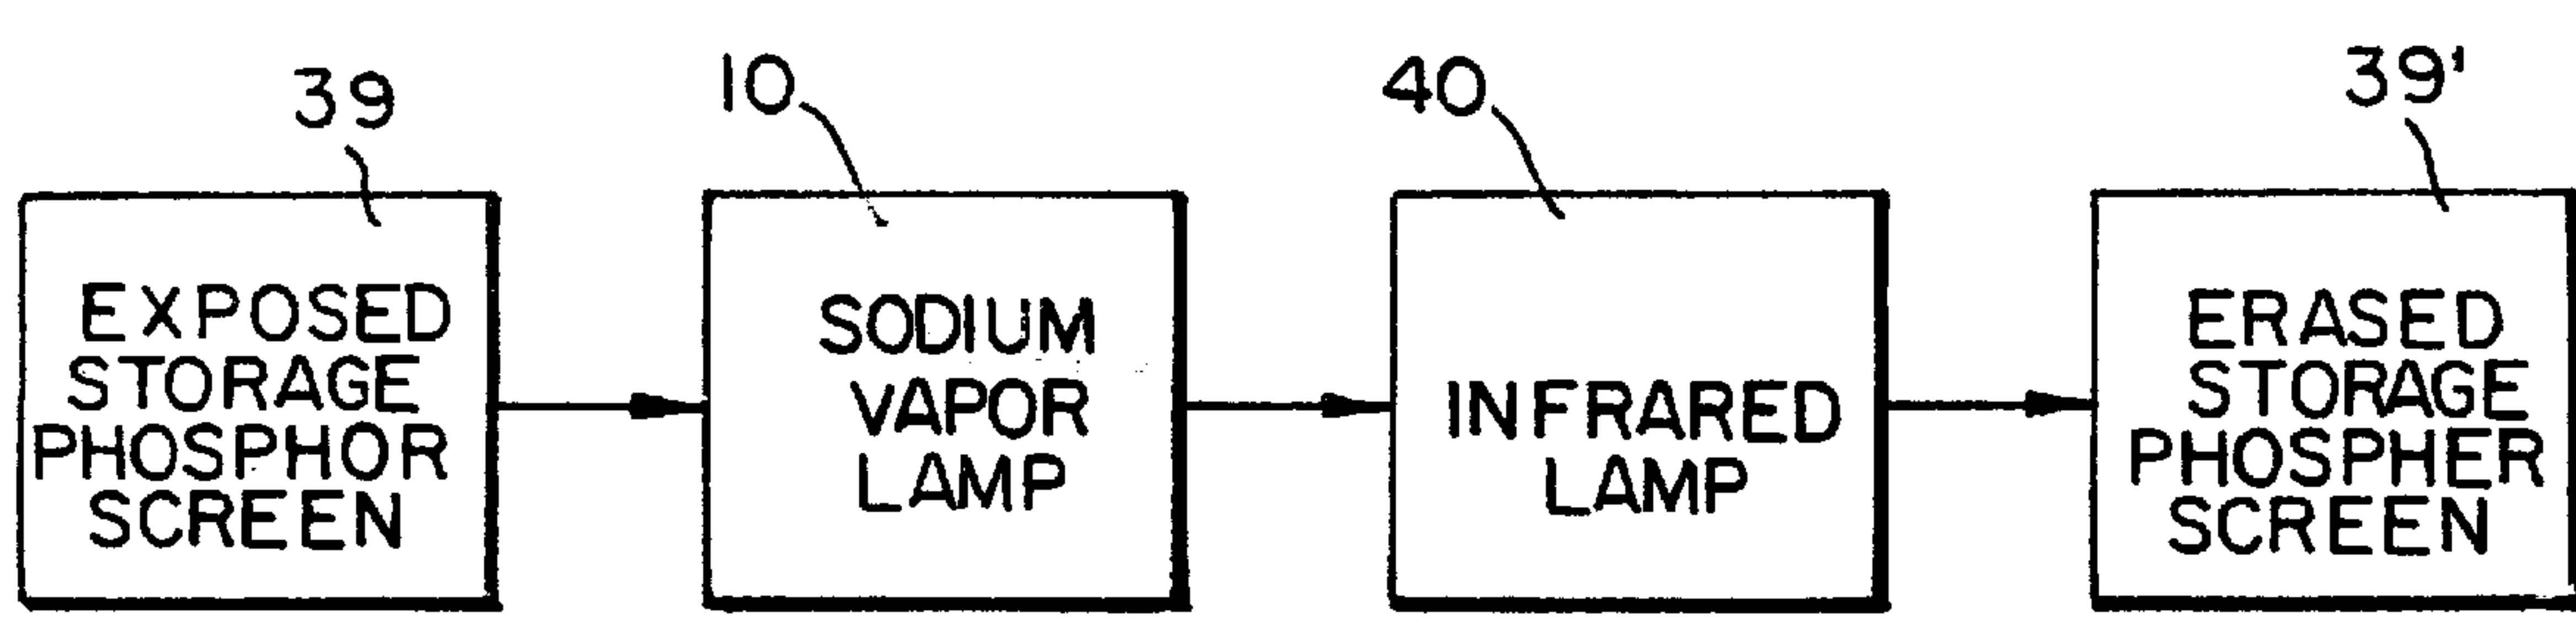 39
10
40
39'
EXPOSED
STORAGE
PHOSPHOR
SCREEN
SODIUM
VAPOR
LAMP
INFRARED
LAMP
ERASED
STORAGE
PHOSPHER
SCREEN